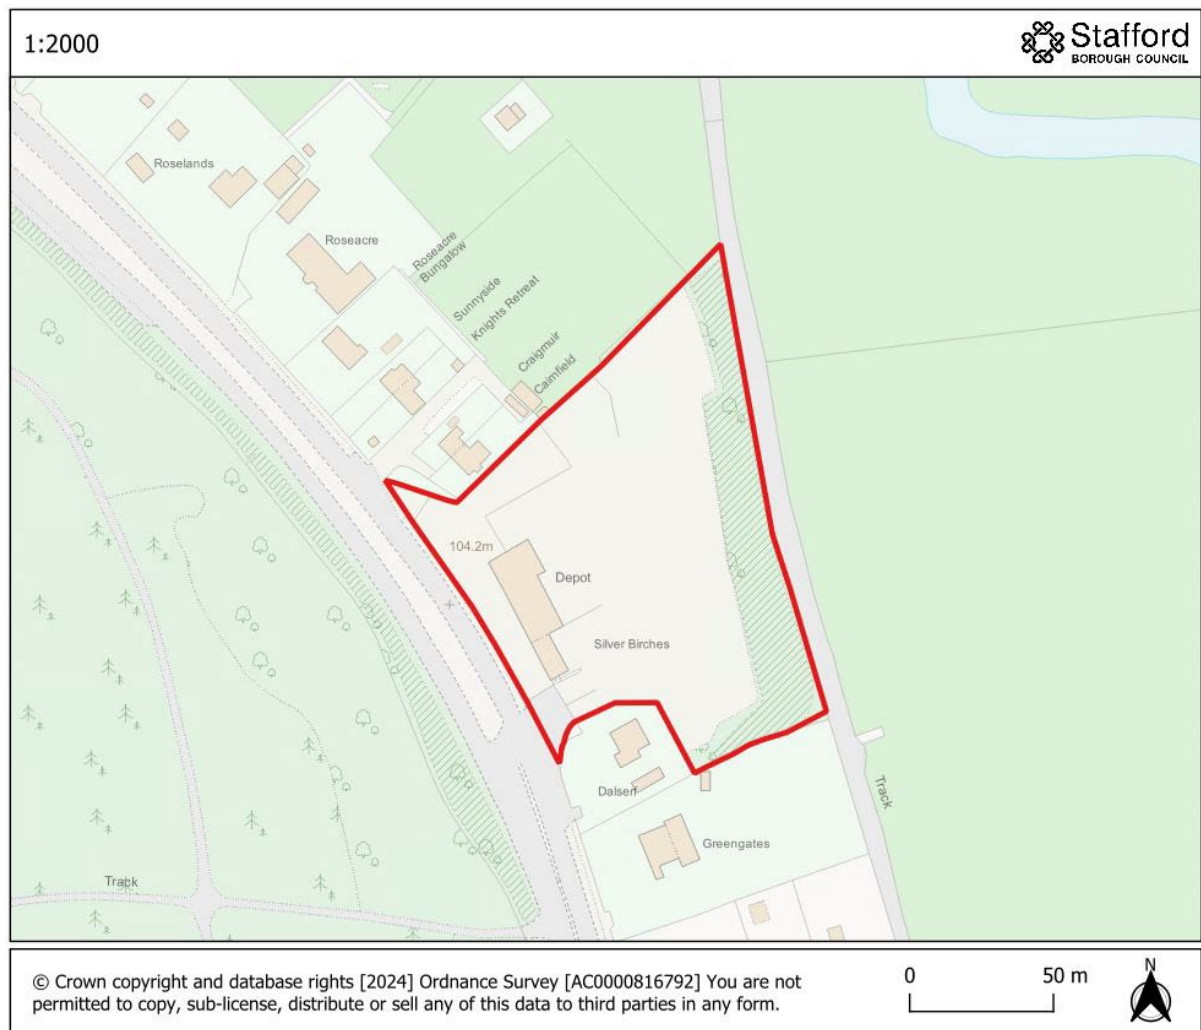 1:2000
Stafford
BOROUGH COUNCIL
Roselands
Roseacre
Roseacre
Bungalow
Sunnyside
Knights Retreat
Craigmuir
Cairnfield
104.2m
Depot
Silver Birches
Dalserf
Greengates
Track
Track
© Crown copyright and database rights [2024] Ordnance Survey [AC0000816792] You are not
permitted to copy, sub-license, distribute or sell any of this data to third parties in any form.
0 50 m
N